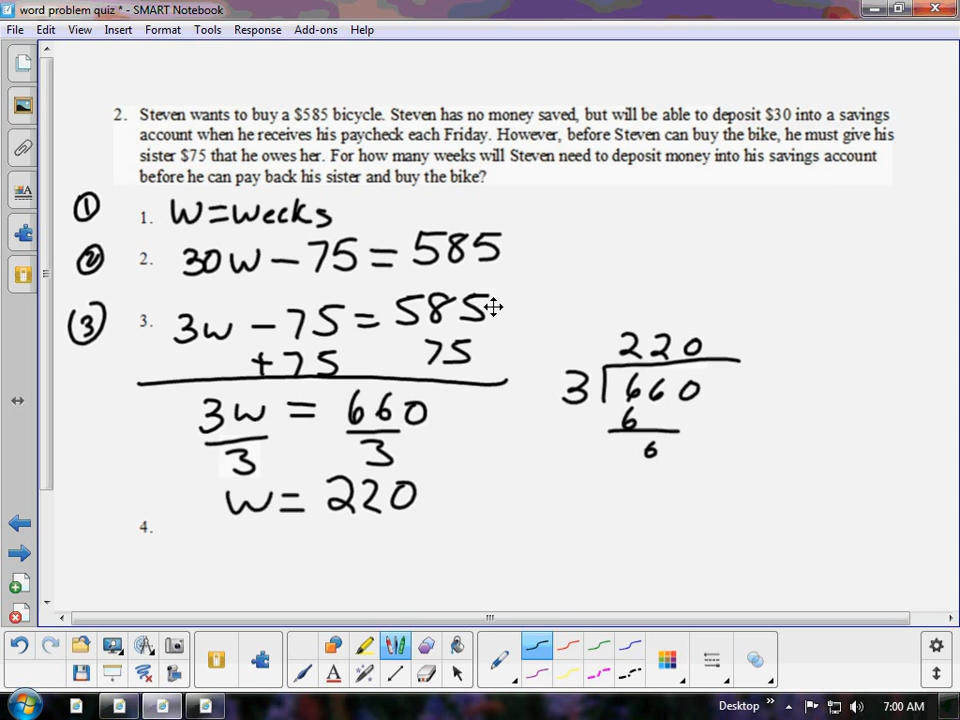 word problem quiz * - SMART Notebook
File Edit View Insert Format Tools Response Add-ons Help
2. Steven wants to buy a $585 bicycle. Steven has no money saved, but will be able to deposit $30 into a savings
account when he receives his paycheck each Friday. However, before Steven can buy the bike, he must give his
sister $75 that he owes her. For how many weeks will Steven need to deposit money into his savings account
before he can pay back his sister and buy the bike?
① 1. W=weeks
② 2. 30W - 75 = 585
③ 3. 3w - 75 = 585
+75 75
3w = 660
3 3
w = 220
220
3 660
6
6
4.
Desktop » 7:00 AM